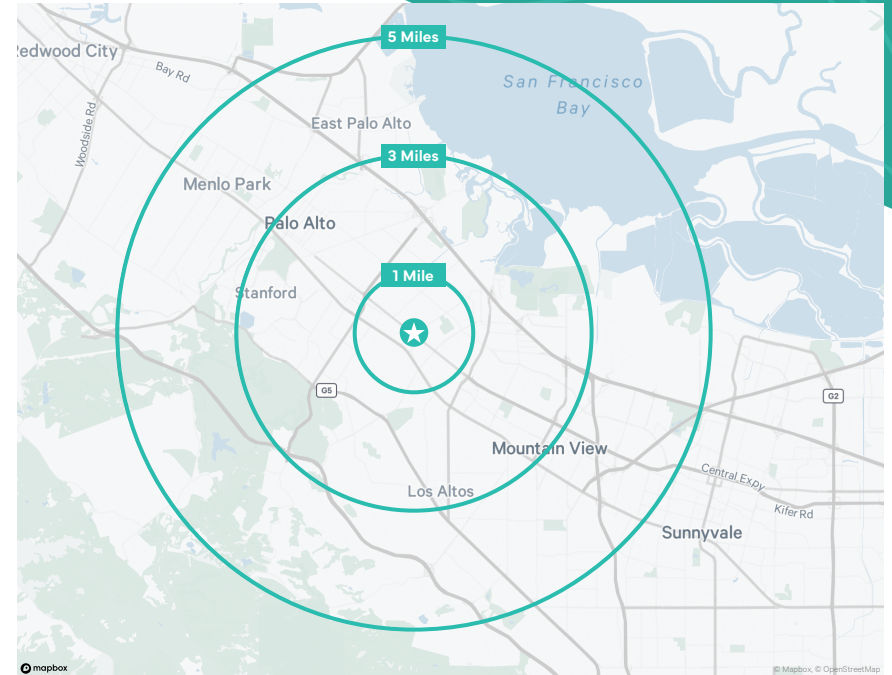 5 Miles
Redwood City
Bay Rd
San Francisco
Bay
Woodside Rd
East Palo Alto
3 Miles
Menlo Park
Palo Alto
1 Mile
Stanford
G5
G2
Mountain View
Central Expy
Los Altos
Kifer Rd
Sunnyvale
mapbox
© Mapbox, © OpenStreetMap